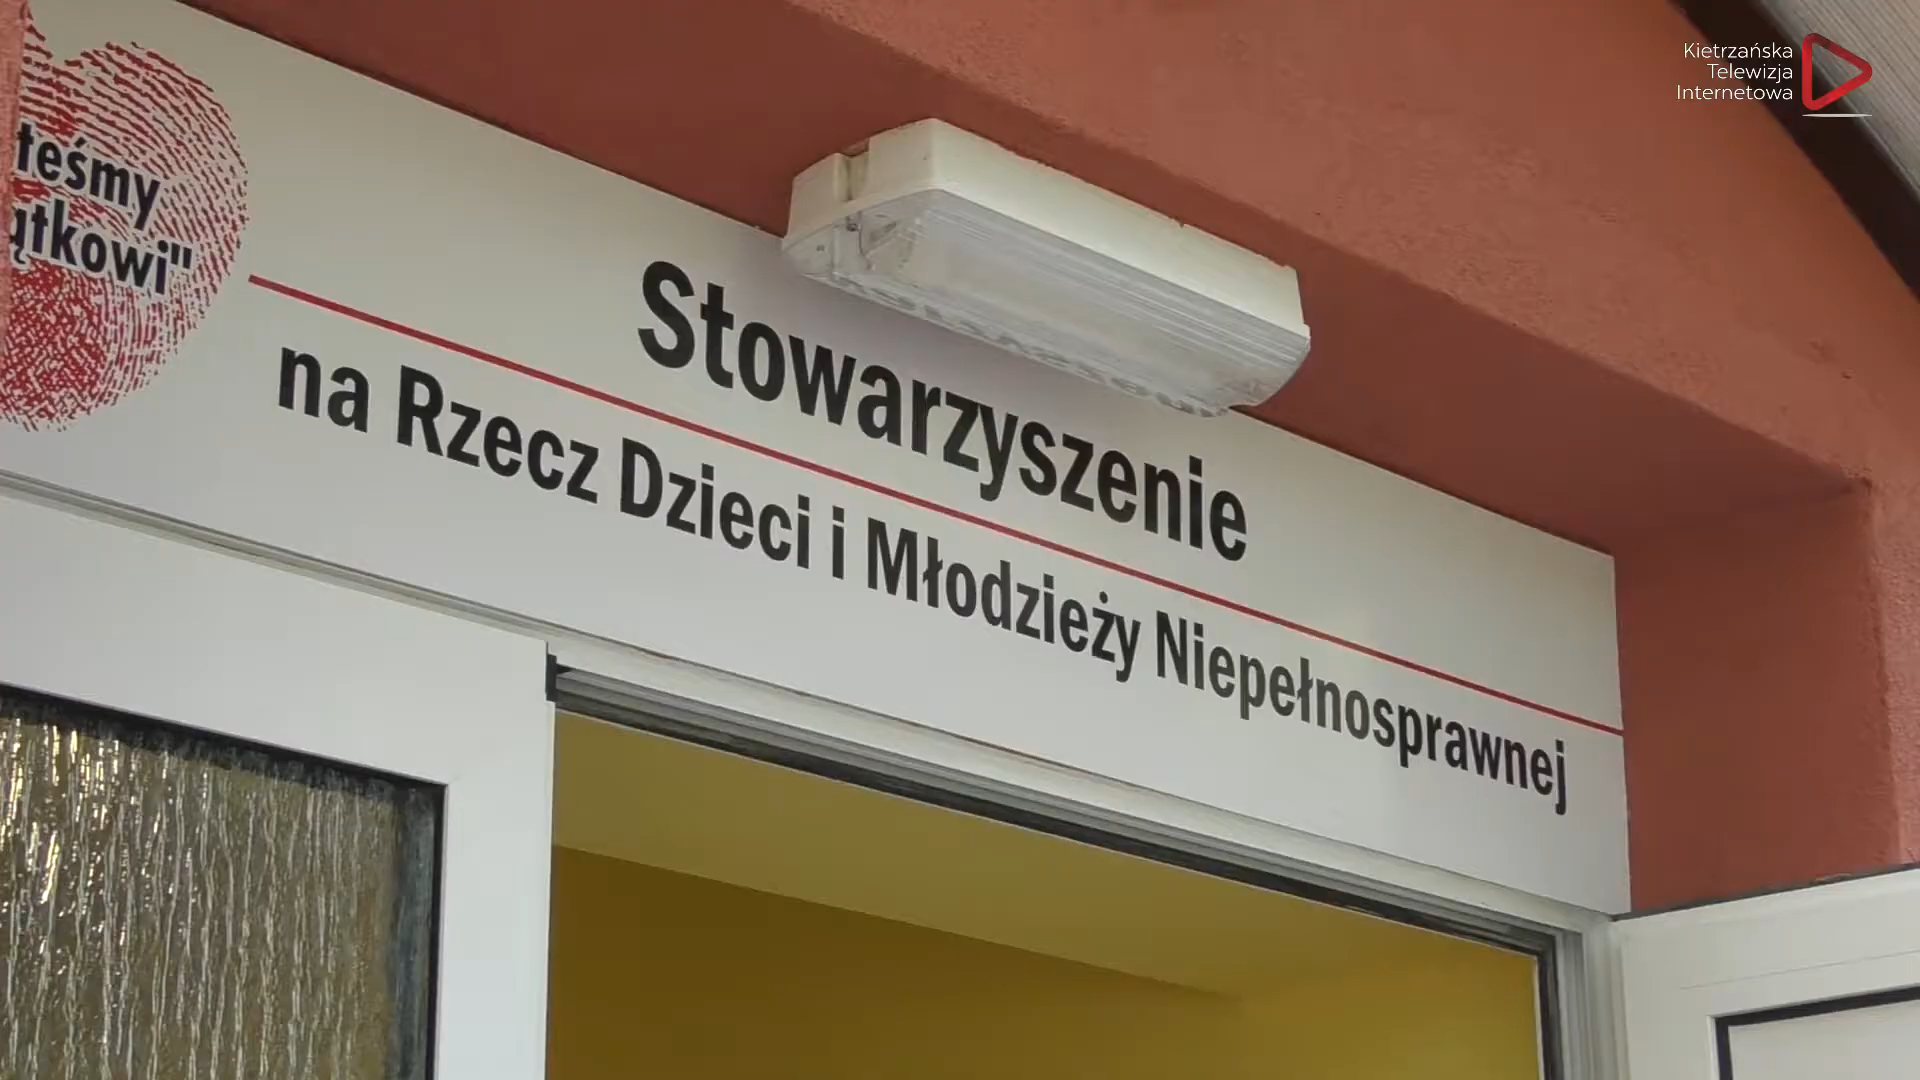 teśmy
ątkowi"
Stowarzyszenie
na Rzecz Dzieci i Młodzieży Niepełnosprawnej
Kietrzańska
Telewizja
Internetowa